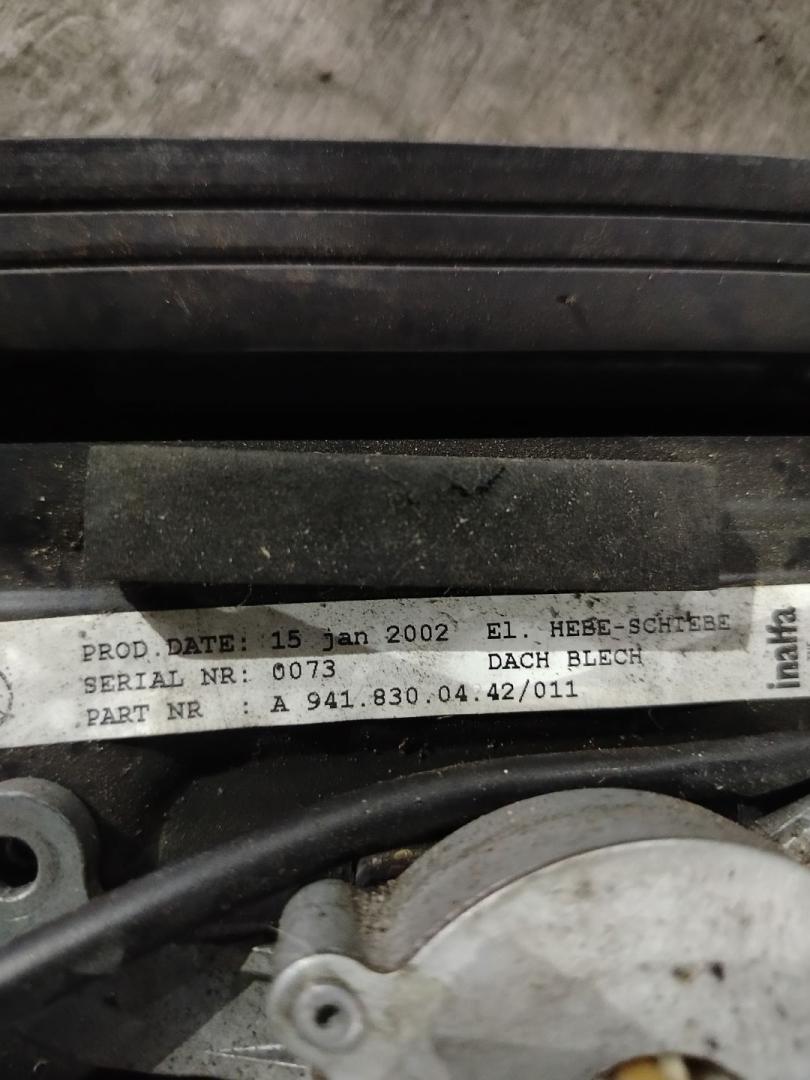 PROD.DATE: 15 jan 2002 El. HEBE-SCHIEBE
SERIAL NR: 0073 DACH BLECH
PART NR : A 941.830.04.42/011
inalfa